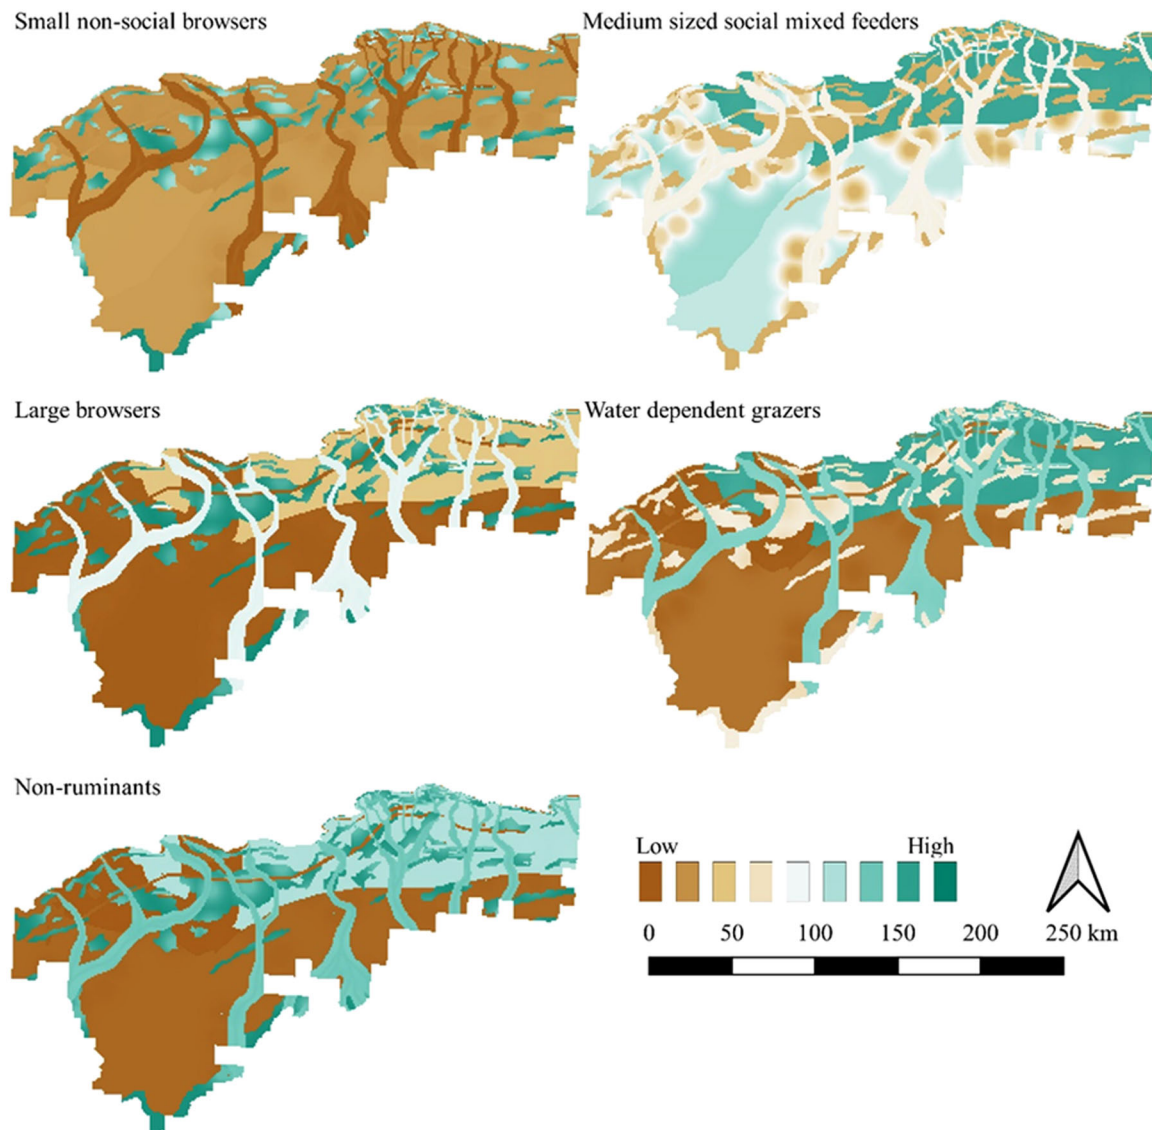 Small non-social browsers
Medium sized social mixed feeders
Large browsers
Water dependent grazers
Non-ruminants
Low High
0 50 100 150 200 250 km